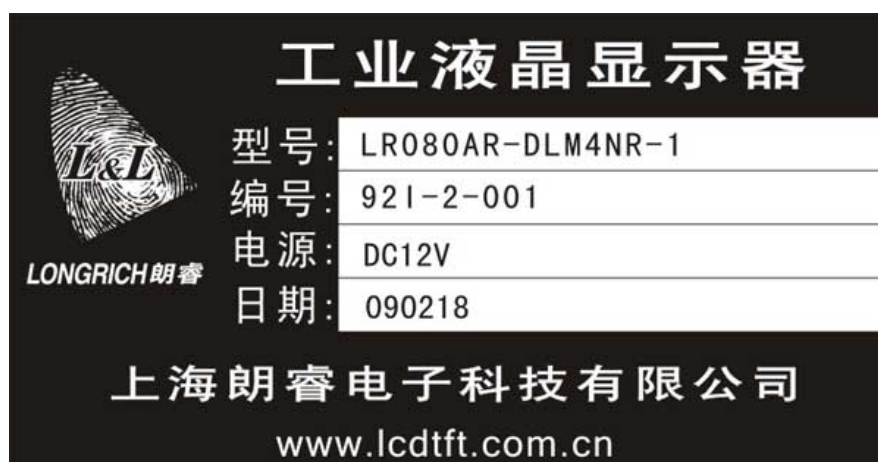 工业液晶显示器
L&L
型号: LR080AR-DLM4NR-1
编号: 92I-2-001
电源: DC12V
LONGRICH朗睿
日期: 090218
上海朗睿电子科技有限公司
www.lcdtft.com.cn